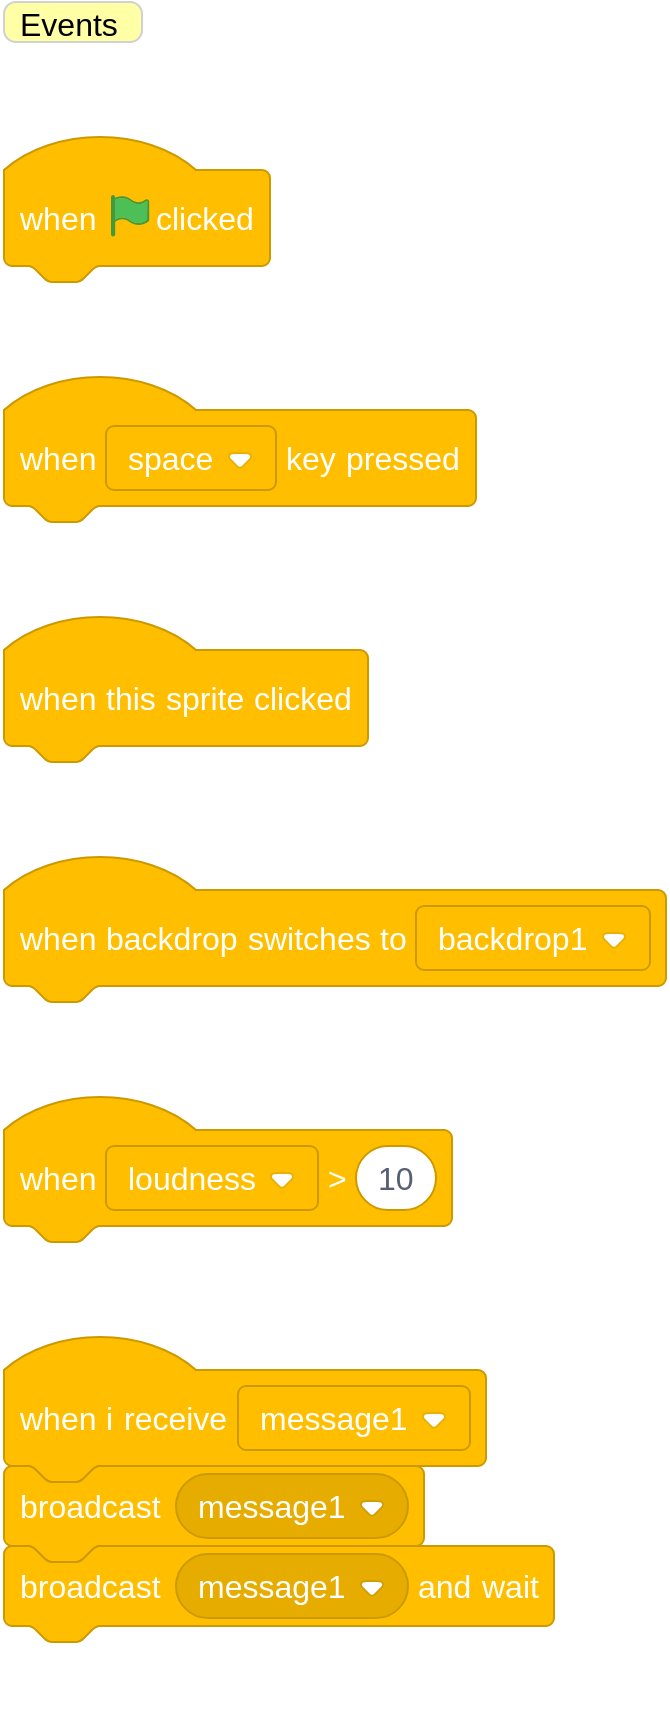 Events
when clicked
when space key pressed
when this sprite clicked
when backdrop switches to backdrop1
when loudness > 10
when i receive message1
broadcast message1
broadcast message1 and wait